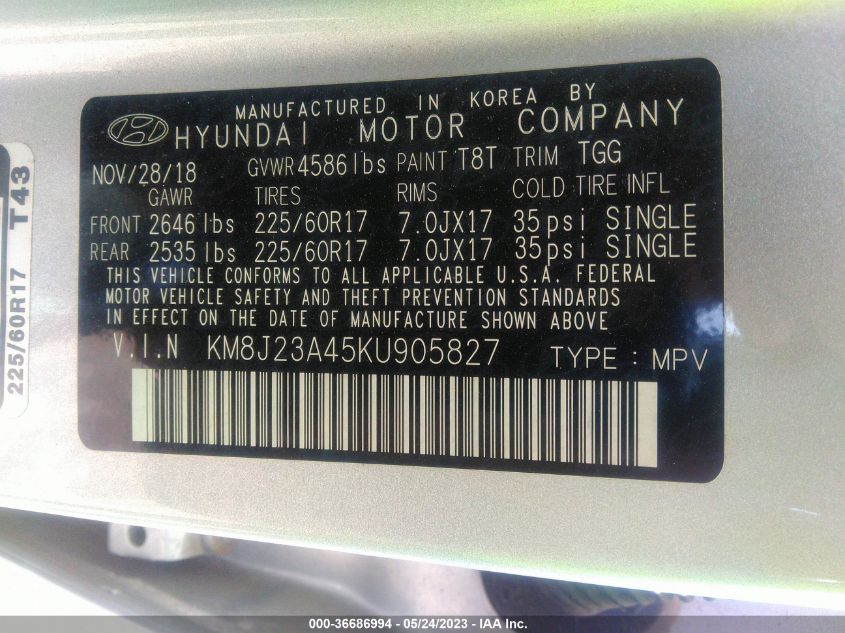 MANUFACTURED IN KOREA BY
HYUNDAI MOTOR COMPANY
NOV/28/18 GVWR 4586 lbs PAINT T8T TRIM TGG
GAWR TIRES RIMS COLD TIRE INFL
FRONT 2646 lbs 225/60R17 7.0JX17 35psi SINGLE
REAR 2535 lbs 225/60R17 7.0JX17 35psi SINGLE
THIS VEHICLE CONFORMS TO ALL APPLICABLE U.S.A. FEDERAL
MOTOR VEHICLE SAFETY AND THEFT PREVENTION STANDARDS
IN EFFECT ON THE DATE OF MANUFACTURE SHOWN ABOVE
V.I.N KM8J23A45KU905827 TYPE : MPV
225/60R17 T43
000-36686994 - 05/24/2023 - IAA Inc.